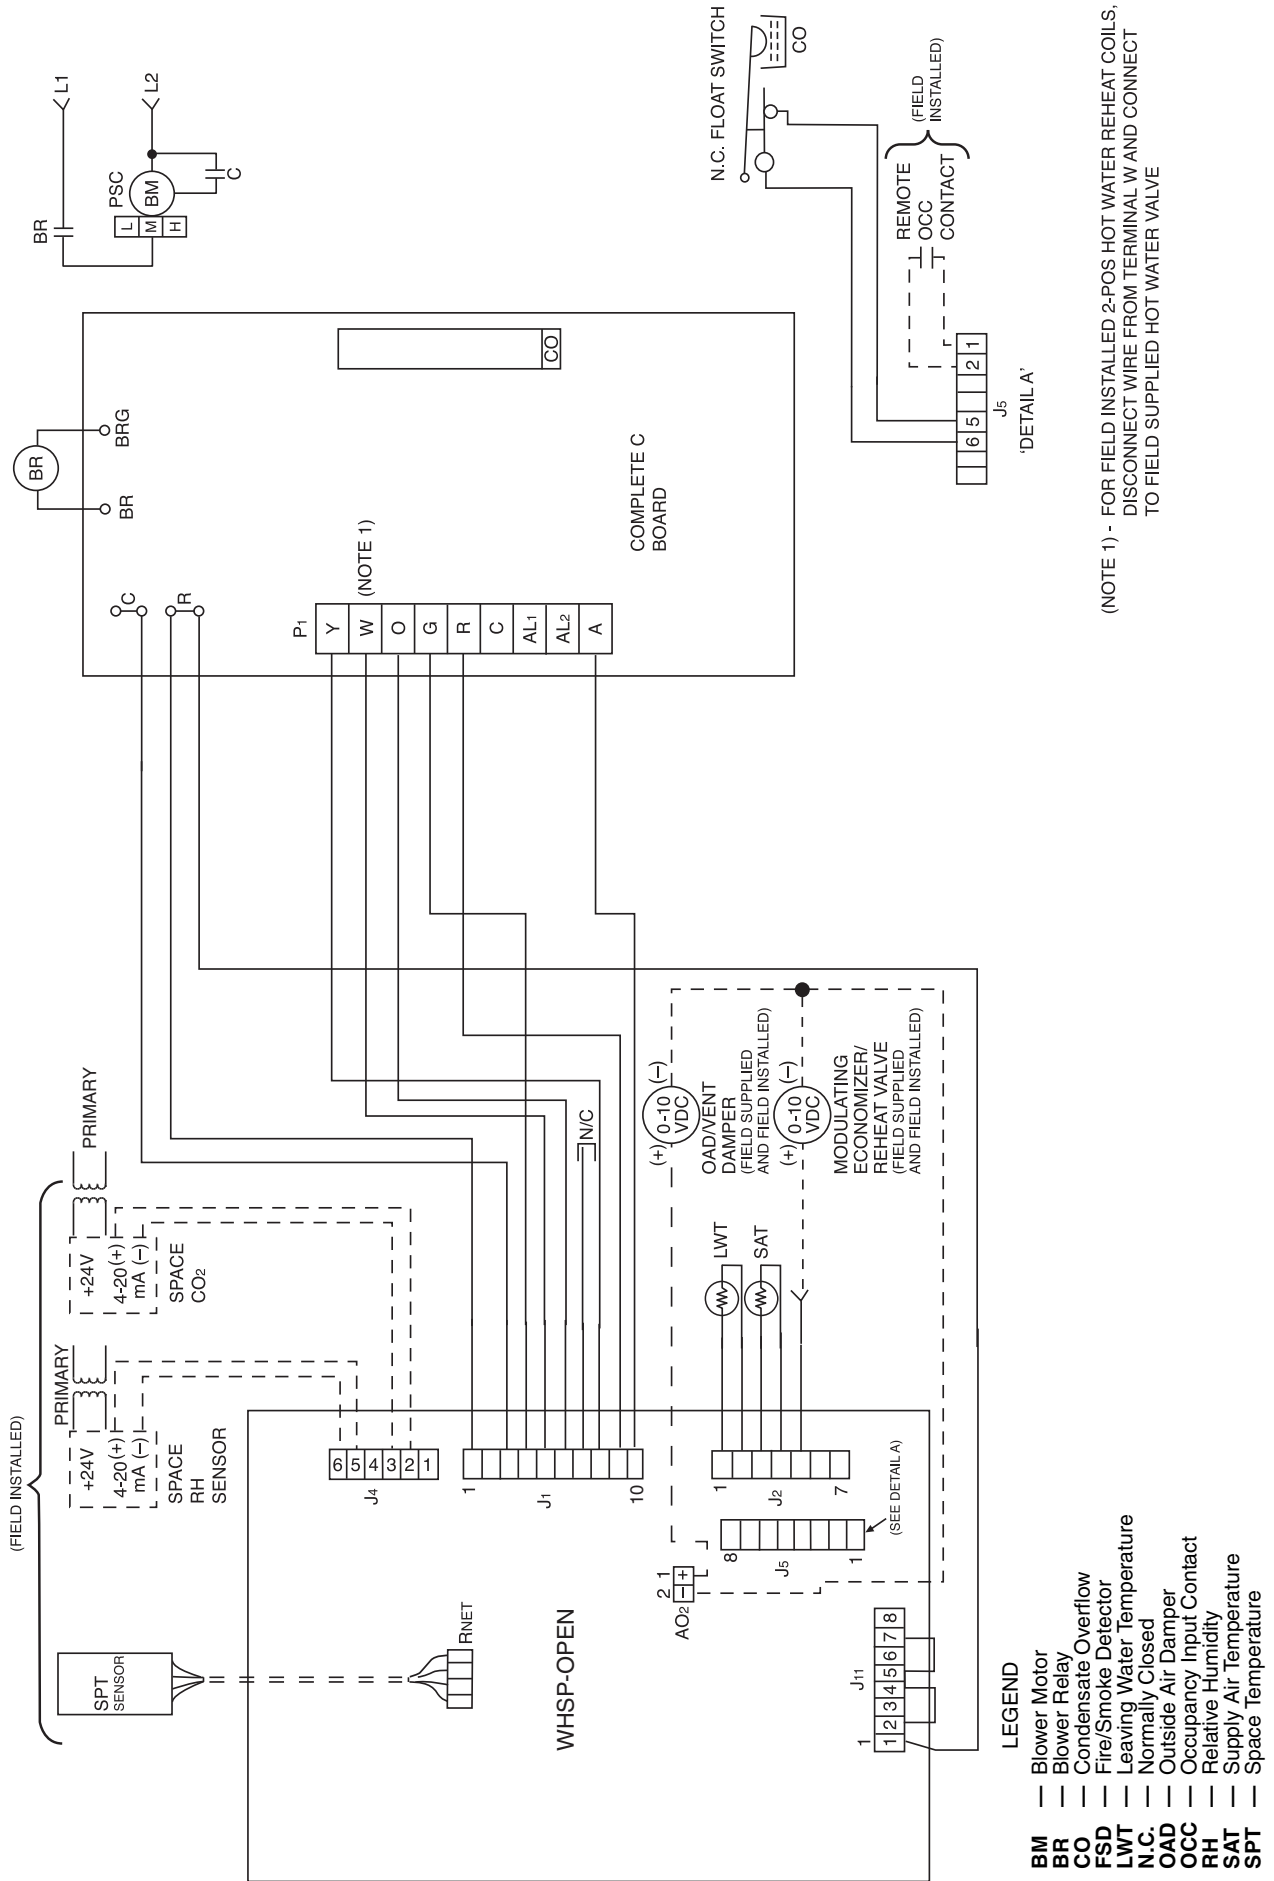 (FIELD INSTALLED)
SPT
SENSOR
RNET
WHSP-OPEN
PRIMARY
+24V
4-20 (+)
mA (−)
SPACE
RH
SENSOR
PRIMARY
+24V
4-20 (+)
mA (−)
SPACE
CO2
6 5 4 3 2 1
J4
1
J1
10
N/C
C
R
BR
BRG
BR
P1
Y
W
O
G
R
C
AL1
AL2
A
(NOTE 1)
COMPLETE C
BOARD
CO
BR
L1
L2
PSC
BM
L
M
H
C
N.C. FLOAT SWITCH
CO
REMOTE
OCC
CONTACT
(FIELD
INSTALLED)
6 5 2 1
J5
'DETAIL A'
(+) 0-10 VDC (−)
OAD/VENT
DAMPER
(FIELD SUPPLIED
AND FIELD INSTALLED)
(+) 0-10 VDC (−)
MODULATING
ECONOMIZER/
REHEAT VALVE
(FIELD SUPPLIED
AND FIELD INSTALLED)
LWT
SAT
1
J2
7
8
J5
1
(SEE DETAIL A)
2 1
− +
AO2
J11
1
1 2 3 4 5 6 7 8
(NOTE 1) - FOR FIELD INSTALLED 2-POS HOT WATER REHEAT COILS,
DISCONNECT WIRE FROM TERMINAL W AND CONNECT
TO FIELD SUPPLIED HOT WATER VALVE
LEGEND
BM — Blower Motor
BR — Blower Relay
CO — Condensate Overflow
FSD — Fire/Smoke Detector
LWT — Leaving Water Temperature
N.C. — Normally Closed
OAD — Outside Air Damper
OCC — Occupancy Input Contact
RH — Relative Humidity
SAT — Supply Air Temperature
SPT — Space Temperature